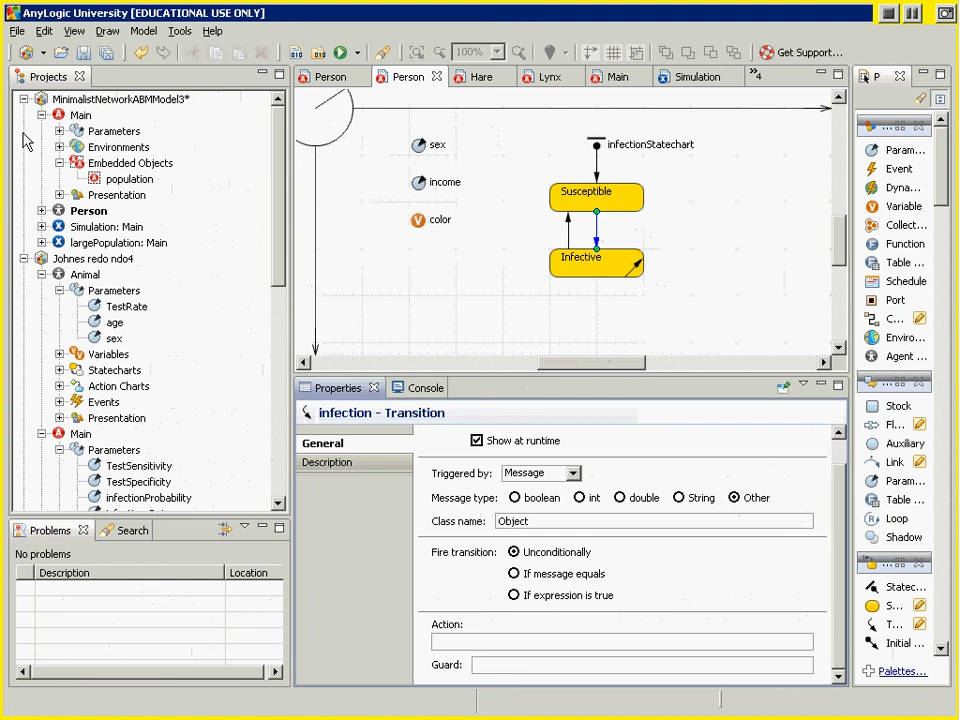 AnyLogic University [EDUCATIONAL USE ONLY]
File Edit View Draw Model Tools Help
100% Get Support...
Projects
Person Person Hare Lynx Main Simulation 4 P
MinimalistNetworkABMModel3*
Main
Parameters
Environments
Embedded Objects
population
Presentation
Person
Simulation: Main
largePopulation: Main
Johnes redo ndo4
Animal
Parameters
TestRate
age
sex
Variables
Statecharts
Action Charts
Events
Presentation
Main
Parameters
TestSensitivity
TestSpecificity
infectionProbability
Problems Search
No problems
Description Location
sex
income
color
infectionStatechart
Susceptible
Infective
Properties Console
infection - Transition
General
Description
Show at runtime
Triggered by: Message
Message type: boolean int double String Other
Class name: Object
Fire transition: Unconditionally
If message equals
If expression is true
Action:
Guard:
Param...
Event
Dyna...
Variable
Collect...
Function
Table ...
Schedule
Port
C...
Enviro...
Agent ...
Stock
Fl...
Auxiliary
Link
Param...
Table ...
Loop
Shadow
Statec...
S...
T...
Initial ...
Palettes...